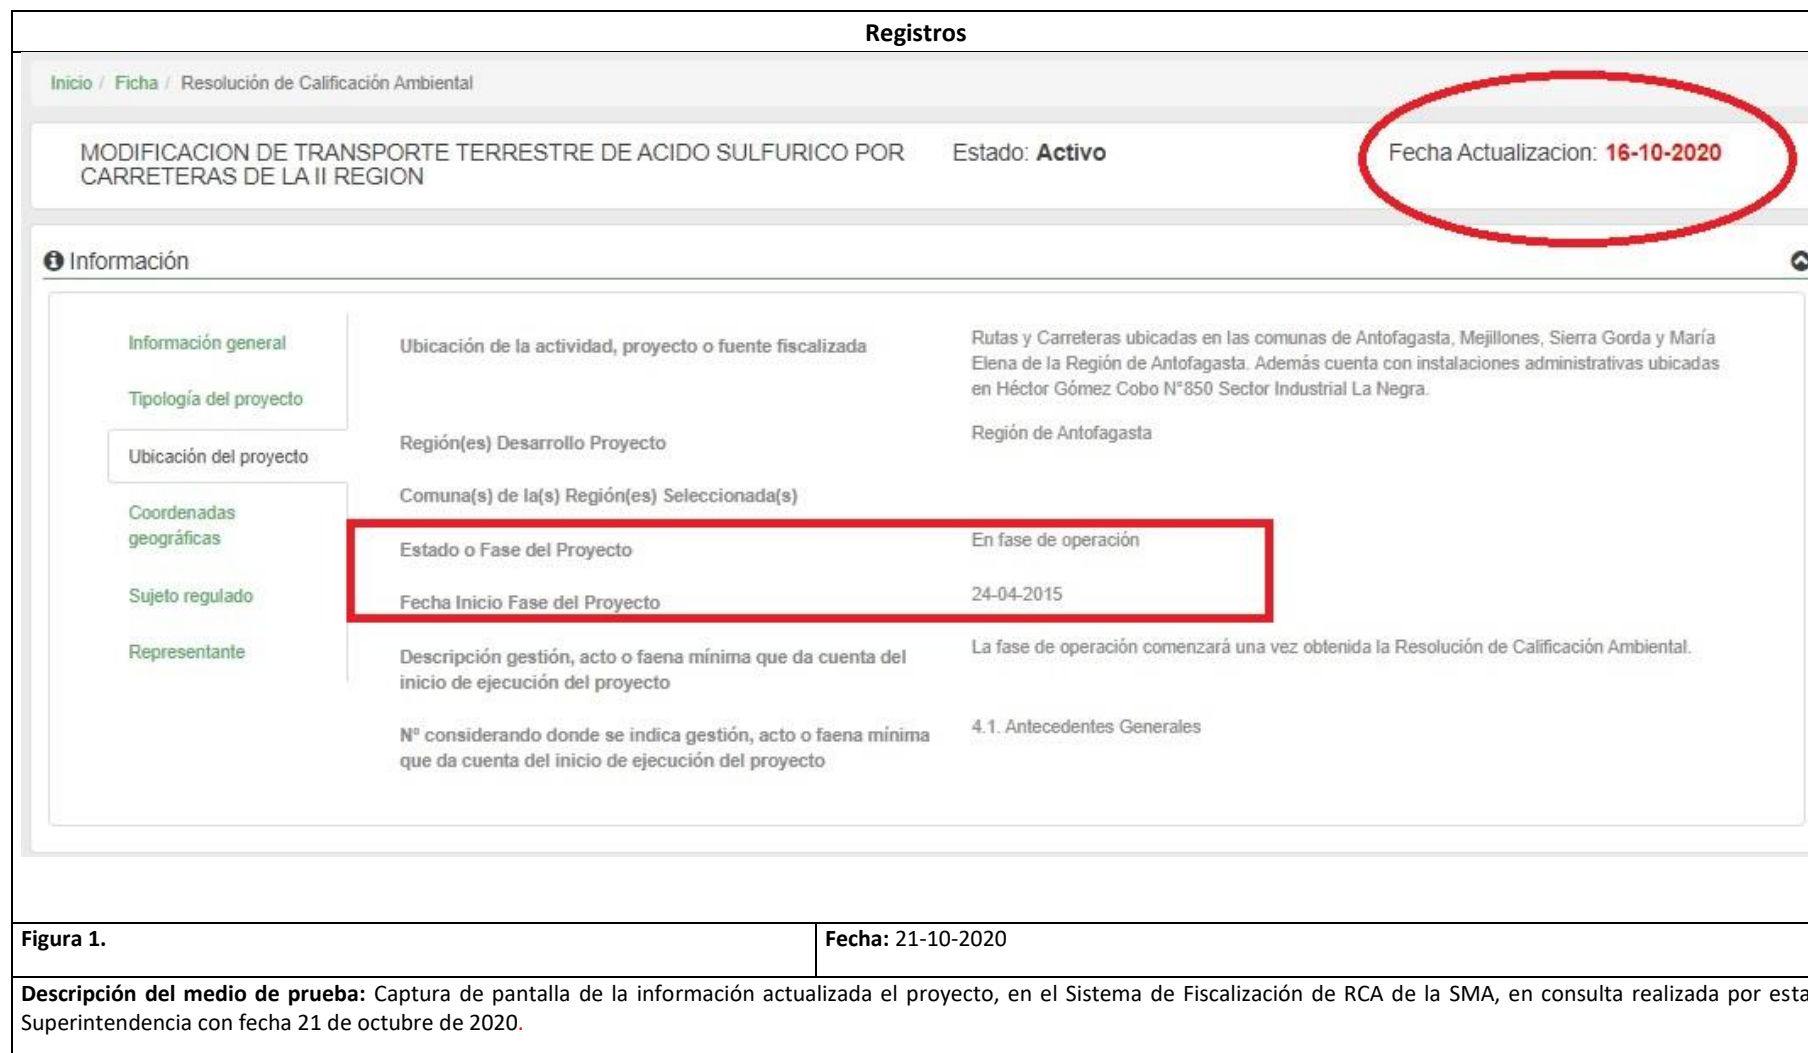 Registros
Inicio / Ficha / Resolución de Calificación Ambiental
MODIFICACION DE TRANSPORTE TERRESTRE DE ACIDO SULFURICO POR
CARRETERAS DE LA II REGION
Estado: Activo
Fecha Actualizacion: 16-10-2020
Información
Información general
Tipología del proyecto
Ubicación del proyecto
Coordenadas
geográficas
Sujeto regulado
Representante
Ubicación de la actividad, proyecto o fuente fiscalizada
Rutas y Carreteras ubicadas en las comunas de Antofagasta, Mejillones, Sierra Gorda y María
Elena de la Región de Antofagasta. Además cuenta con instalaciones administrativas ubicadas
en Héctor Gómez Cobo N°850 Sector Industrial La Negra.
Región(es) Desarrollo Proyecto
Región de Antofagasta
Comuna(s) de la(s) Región(es) Seleccionada(s)
Estado o Fase del Proyecto
En fase de operación
Fecha Inicio Fase del Proyecto
24-04-2015
Descripción gestión, acto o faena mínima que da cuenta del
inicio de ejecución del proyecto
La fase de operación comenzará una vez obtenida la Resolución de Calificación Ambiental.
Nº considerando donde se indica gestión, acto o faena mínima
que da cuenta del inicio de ejecución del proyecto
4.1. Antecedentes Generales
Figura 1.
Fecha: 21-10-2020
Descripción del medio de prueba: Captura de pantalla de la información actualizada el proyecto, en el Sistema de Fiscalización de RCA de la SMA, en consulta realizada por esta
Superintendencia con fecha 21 de octubre de 2020.